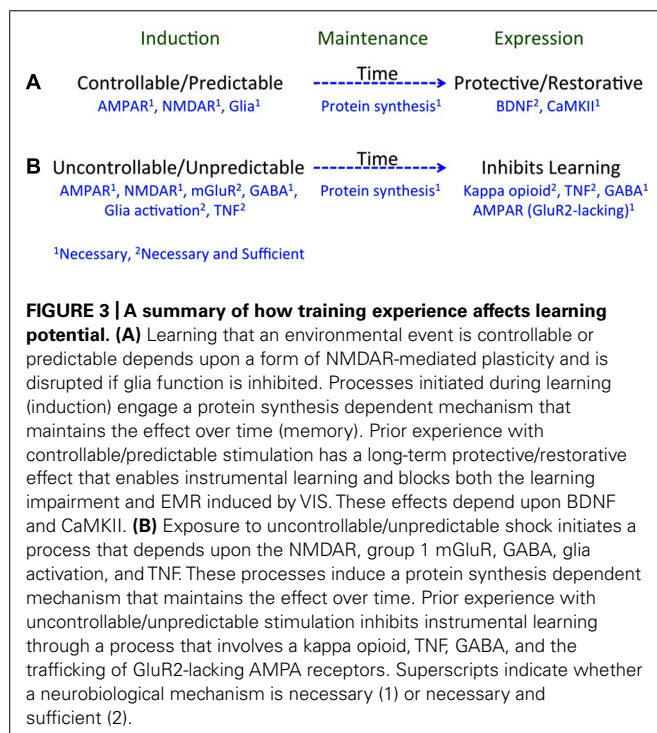 Induction Maintenance Expression
A Controllable/Predictable Time Protective/Restorative
AMPAR¹, NMDAR¹, Glia¹ Protein synthesis¹ BDNF², CaMKII¹
B Uncontrollable/Unpredictable Time Inhibits Learning
AMPAR¹, NMDAR¹, mGluR², GABA¹, Protein synthesis¹ Kappa opioid², TNF², GABA¹
Glia activation², TNF² AMPAR (GluR2-lacking)¹
¹Necessary, ²Necessary and Sufficient
FIGURE 3 | A summary of how training experience affects learning
potential. (A) Learning that an environmental event is controllable or
predictable depends upon a form of NMDAR-mediated plasticity and is
disrupted if glia function is inhibited. Processes initiated during learning
(induction) engage a protein synthesis dependent mechanism that
maintains the effect over time (memory). Prior experience with
controllable/predictable stimulation has a long-term protective/restorative
effect that enables instrumental learning and blocks both the learning
impairment and EMR induced by VIS. These effects depend upon BDNF
and CaMKII. (B) Exposure to uncontrollable/unpredictable shock initiates a
process that depends upon the NMDAR, group 1 mGluR, GABA, glia
activation, and TNF. These processes induce a protein synthesis dependent
mechanism that maintains the effect over time. Prior experience with
uncontrollable/unpredictable stimulation inhibits instrumental learning
through a process that involves a kappa opioid, TNF, GABA, and the
trafficking of GluR2-lacking AMPA receptors. Superscripts indicate whether
a neurobiological mechanism is necessary (1) or necessary and
sufficient (2).